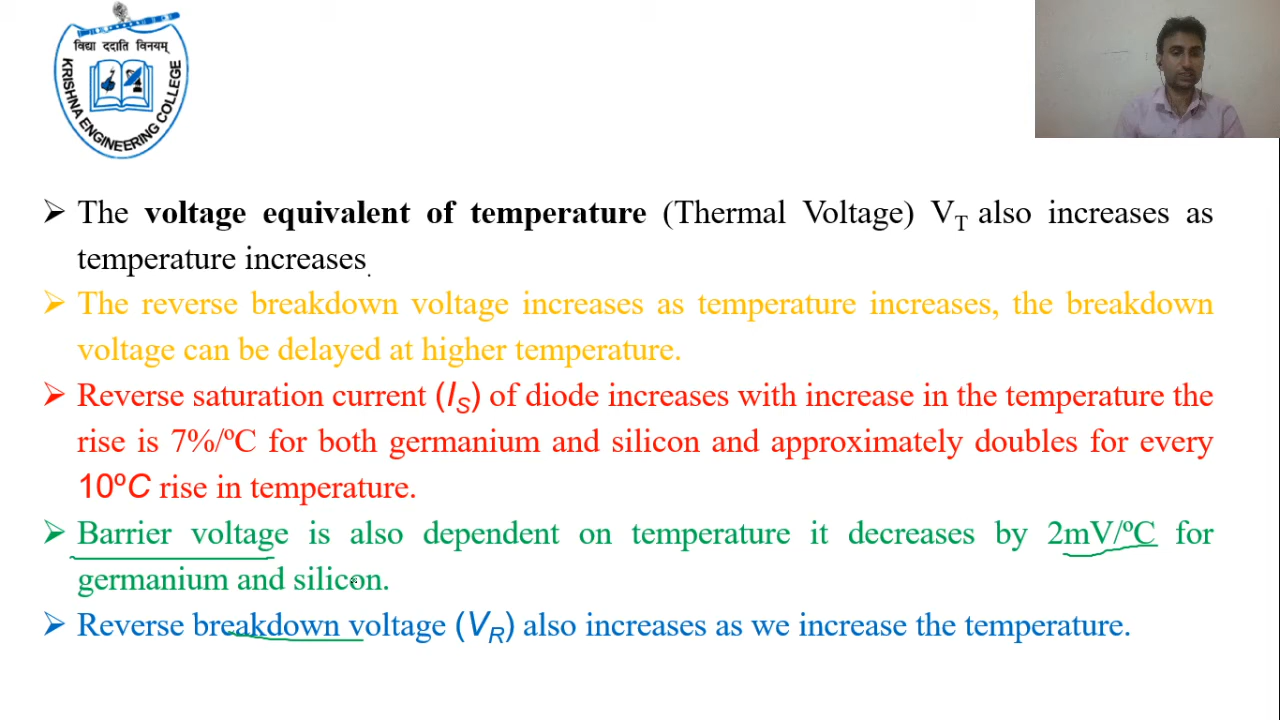 विद्या ददाति विनयम्
KRISHNA ENGINEERING COLLEGE
➢ The voltage equivalent of temperature (Thermal Voltage) V_T also increases as
temperature increases.
➢ The reverse breakdown voltage increases as temperature increases, the breakdown
voltage can be delayed at higher temperature.
➢ Reverse saturation current (I_S) of diode increases with increase in the temperature the
rise is 7%/ºC for both germanium and silicon and approximately doubles for every
10ºC rise in temperature.
➢ Barrier voltage is also dependent on temperature it decreases by 2mV/ºC for
germanium and silicon.
➢ Reverse breakdown voltage (V_R) also increases as we increase the temperature.